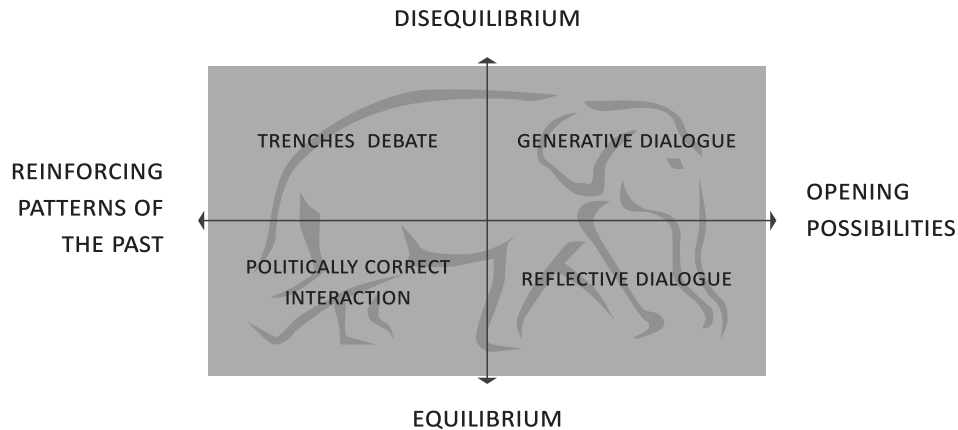 DISEQUILIBRIUM
TRENCHES DEBATE
GENERATIVE DIALOGUE
REINFORCING
PATTERNS OF
THE PAST
OPENING
POSSIBILITIES
POLITICALLY CORRECT
INTERACTION
REFLECTIVE DIALOGUE
EQUILIBRIUM